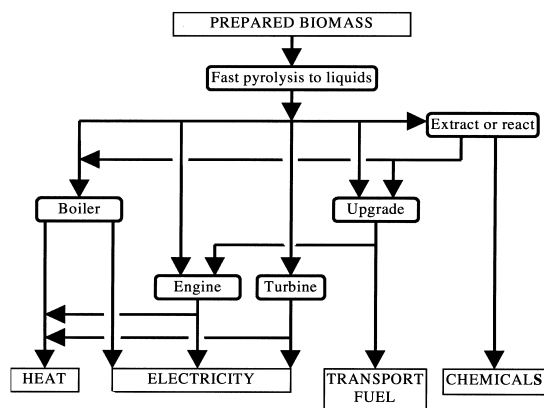 PREPARED BIOMASS
Fast pyrolysis to liquids
Extract or react
Boiler
Upgrade
Engine
Turbine
HEAT
ELECTRICITY
TRANSPORT
FUEL
CHEMICALS